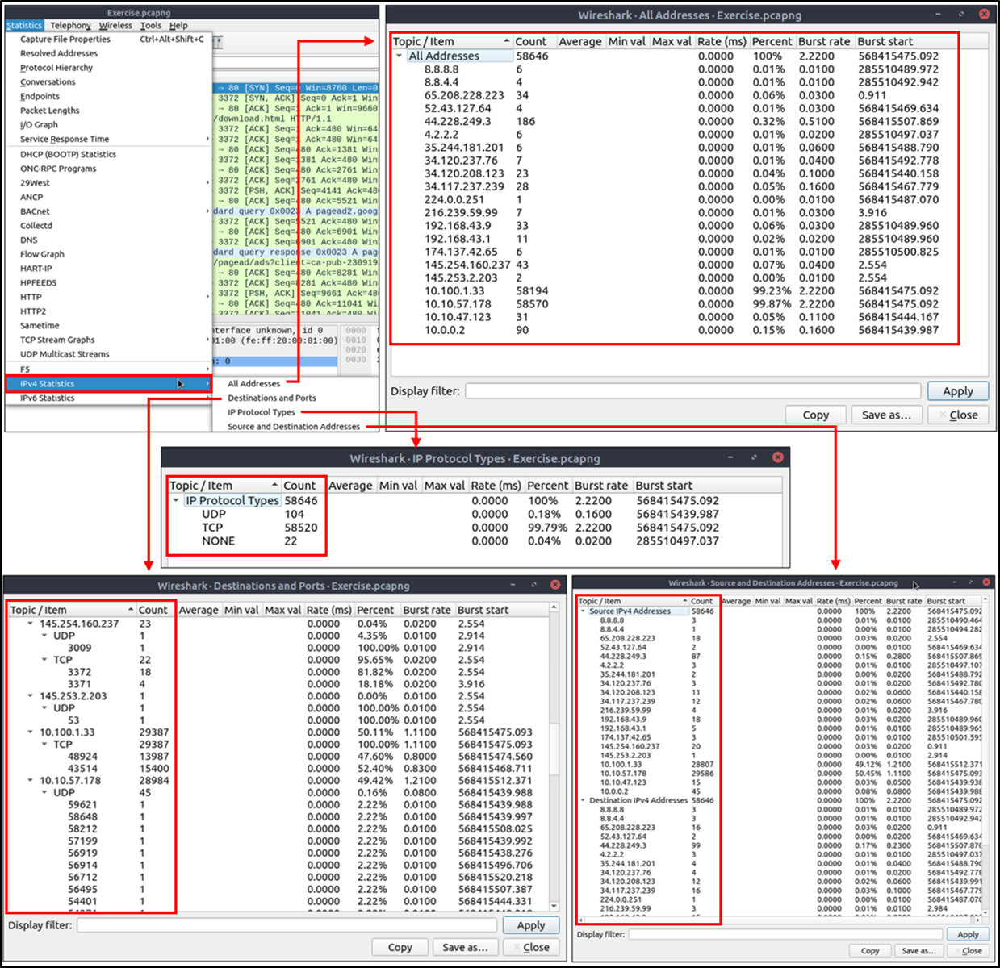 Exercise.pcapng
Statistics Telephony Wireless Tools Help
Capture File Properties Ctrl+Alt+Shift+C
Resolved Addresses
Protocol Hierarchy
Conversations
Endpoints
Packet Lengths
I/O Graph
Service Response Time
DHCP (BOOTP) Statistics
ONC-RPC Programs
29West
ANCP
BACnet
Collectd
DNS
Flow Graph
HART-IP
HPFEEDS
HTTP
HTTP2
Sametime
TCP Stream Graphs
UDP Multicast Streams
F5
IPv4 Statistics
IPv6 Statistics
All Addresses
Destinations and Ports
IP Protocol Types
Source and Destination Addresses
→ 80 [SYN] Seq=0 Win=8760 Len=0
3372 [SYN, ACK] Seq=0 Ack=1 Win
→ 80 [ACK] Seq=1 Ack=1 Win=9660
/download.html HTTP/1.1
3372 [ACK] Seq=1 Ack=480 Win=64
3372 [ACK] Seq=1 Ack=480 Win=6
→ 80 [ACK] Seq=480 Ack=1381 Win
3372 [ACK] Seq=1381 Ack=480 Win
→ 80 [ACK] Seq=480 Ack=2761 Win
3372 [ACK] Seq=2761 Ack=480 Win
3372 [PSH, ACK] Seq=4141 Ack=48
→ 80 [ACK] Seq=480 Ack=5521 Win
dard query 0x0023 A pagead2.goog
3372 [ACK] Seq=5521 Ack=480 Win
→ 80 [ACK] Seq=480 Ack=6901 Win
3372 [ACK] Seq=6901 Ack=480 Win
dard query response 0x0023 A pag
/pagead/ads?client=ca-pub-230919
→ 80 [ACK] Seq=480 Ack=8281 Win
3372 [ACK] Seq=8281 Ack=480 Win
3372 [PSH, ACK] Seq=9661 Ack=480
→ 80 [ACK] Seq=480 Ack=11041 Win
3372 [ACK] Seq=11041 Ack=480 Win
nterface unknown, id 0 0000
01:00 (fe:ff:20:00:01:00) 0010
0020
: 0 0030
Wireshark · All Addresses · Exercise.pcapng
Topic / Item Count Average Min val Max val Rate (ms) Percent Burst rate Burst start
All Addresses 58646 0.0000 100% 2.2200 568415475.092
8.8.8.8 6 0.0000 0.01% 0.0100 285510489.972
8.8.4.4 4 0.0000 0.01% 0.0100 285510492.942
65.208.228.223 34 0.0000 0.06% 0.0300 0.911
52.43.127.64 4 0.0000 0.01% 0.0300 568415469.634
44.228.249.3 186 0.0000 0.32% 0.5100 568415507.869
4.2.2.2 6 0.0000 0.01% 0.0200 285510497.037
35.244.181.201 6 0.0000 0.01% 0.0600 568415488.790
34.120.237.76 7 0.0000 0.01% 0.0400 568415492.778
34.120.208.123 23 0.0000 0.04% 0.1000 568415440.158
34.117.237.239 28 0.0000 0.05% 0.1600 568415467.779
224.0.0.251 1 0.0000 0.00% 0.0100 568415487.070
216.239.59.99 7 0.0000 0.01% 0.0300 3.916
192.168.43.9 33 0.0000 0.06% 0.0300 285510489.960
192.168.43.1 11 0.0000 0.02% 0.0200 285510489.960
174.137.42.65 6 0.0000 0.01% 0.0100 285510500.825
145.254.160.237 43 0.0000 0.07% 0.0400 2.554
145.253.2.203 2 0.0000 0.00% 0.0100 2.554
10.100.1.33 58194 0.0000 99.23% 2.2200 568415475.092
10.10.57.178 58570 0.0000 99.87% 2.2200 568415475.092
10.10.47.123 31 0.0000 0.05% 0.1100 568415444.167
10.0.0.2 90 0.0000 0.15% 0.1600 568415439.987
Display filter: Apply
Copy Save as... Close
Wireshark · IP Protocol Types · Exercise.pcapng
Topic / Item Count Average Min val Max val Rate (ms) Percent Burst rate Burst start
IP Protocol Types 58646 0.0000 100% 2.2200 568415475.092
UDP 104 0.0000 0.18% 0.1600 568415439.987
TCP 58520 0.0000 99.79% 2.2200 568415475.092
NONE 22 0.0000 0.04% 0.0200 285510497.037
Wireshark · Destinations and Ports · Exercise.pcapng
Topic / Item Count Average Min val Max val Rate (ms) Percent Burst rate Burst start
145.254.160.237 23 0.0000 0.04% 0.0200 2.554
UDP 1 0.0000 4.35% 0.0100 2.914
3009 1 0.0000 100.00% 0.0100 2.914
TCP 22 0.0000 95.65% 0.0200 2.554
3372 18 0.0000 81.82% 0.0200 2.554
3371 4 0.0000 18.18% 0.0200 3.916
145.253.2.203 1 0.0000 0.00% 0.0100 2.554
UDP 1 0.0000 100.00% 0.0100 2.554
53 1 0.0000 100.00% 0.0100 2.554
10.100.1.33 29387 0.0000 50.11% 1.1100 568415475.093
TCP 29387 0.0000 100.00% 1.1100 568415475.093
48924 13987 0.0000 47.60% 0.8000 568415474.560
43514 15400 0.0000 52.40% 0.8300 568415468.711
10.10.57.178 28984 0.0000 49.42% 1.2100 568415512.371
UDP 45 0.0000 0.16% 0.0800 568415439.988
59621 1 0.0000 2.22% 0.0100 568415439.988
58648 1 0.0000 2.22% 0.0100 568415439.997
58212 1 0.0000 2.22% 0.0100 568415508.025
57199 1 0.0000 2.22% 0.0100 568415439.992
56919 1 0.0000 2.22% 0.0100 568415438.276
56914 1 0.0000 2.22% 0.0100 568415496.706
56712 1 0.0000 2.22% 0.0100 568415520.218
56495 1 0.0000 2.22% 0.0100 568415507.387
54401 1 0.0000 2.22% 0.0100 568415444.331
Display filter: Apply
Copy Save as... Close
Wireshark · Source and Destination Addresses · Exercise.pcapng
Topic / Item Count Average Min val Max val Rate (ms) Percent Burst rate Burst start
Source IPv4 Addresses 58646 0.0000 100% 2.2200 568415475.092
8.8.8.8 3 0.0000 0.01% 0.0100 285510490.464
8.8.4.4 1 0.0000 0.00% 0.0100 285510494.282
65.208.228.223 18 0.0000 0.03% 0.0200 2.554
52.43.127.64 2 0.0000 0.00% 0.0100 568415469.634
44.228.249.3 87 0.0000 0.15% 0.2800 568415507.869
4.2.2.2 3 0.0000 0.01% 0.0100 285510497.107
35.244.181.201 2 0.0000 0.00% 0.0200 568415488.792
34.120.237.76 3 0.0000 0.01% 0.0200 568415492.780
34.120.208.123 11 0.0000 0.02% 0.0600 568415440.158
34.117.237.239 12 0.0000 0.02% 0.0600 568415467.780
216.239.59.99 4 0.0000 0.01% 0.0200 3.916
192.168.43.9 18 0.0000 0.03% 0.0200 285510489.960
192.168.43.1 5 0.0000 0.01% 0.0100 285510489.965
174.137.42.65 3 0.0000 0.01% 0.0100 285510501.595
145.254.160.237 20 0.0000 0.03% 0.0200 0.911
145.253.2.203 1 0.0000 0.00% 0.0100 2.914
10.100.1.33 28807 0.0000 49.12% 1.2100 568415512.371
10.10.57.178 29586 0.0000 50.45% 1.1100 568415475.093
10.10.47.123 15 0.0000 0.03% 0.0500 568415439.938
10.0.0.2 45 0.0000 0.08% 0.0800 568415439.988
Destination IPv4 Addresses 58646 0.0000 100% 2.2200 568415475.092
8.8.8.8 3 0.0000 0.01% 0.0100 285510489.972
8.8.4.4 3 0.0000 0.01% 0.0100 285510492.942
65.208.228.223 16 0.0000 0.03% 0.0200 0.911
52.43.127.64 2 0.0000 0.00% 0.0200 568415469.634
44.228.249.3 99 0.0000 0.17% 0.2300 568415507.870
4.2.2.2 3 0.0000 0.01% 0.0100 285510497.037
35.244.181.201 4 0.0000 0.01% 0.0400 568415488.790
34.120.237.76 4 0.0000 0.01% 0.0200 568415492.778
34.120.208.123 12 0.0000 0.02% 0.0600 568415439.991
34.117.237.239 16 0.0000 0.03% 0.1000 568415467.779
224.0.0.251 1 0.0000 0.00% 0.0100 568415487.070
216.239.59.99 3 0.0000 0.01% 0.0100 2.984
Display filter: Apply
Copy Save as... Close